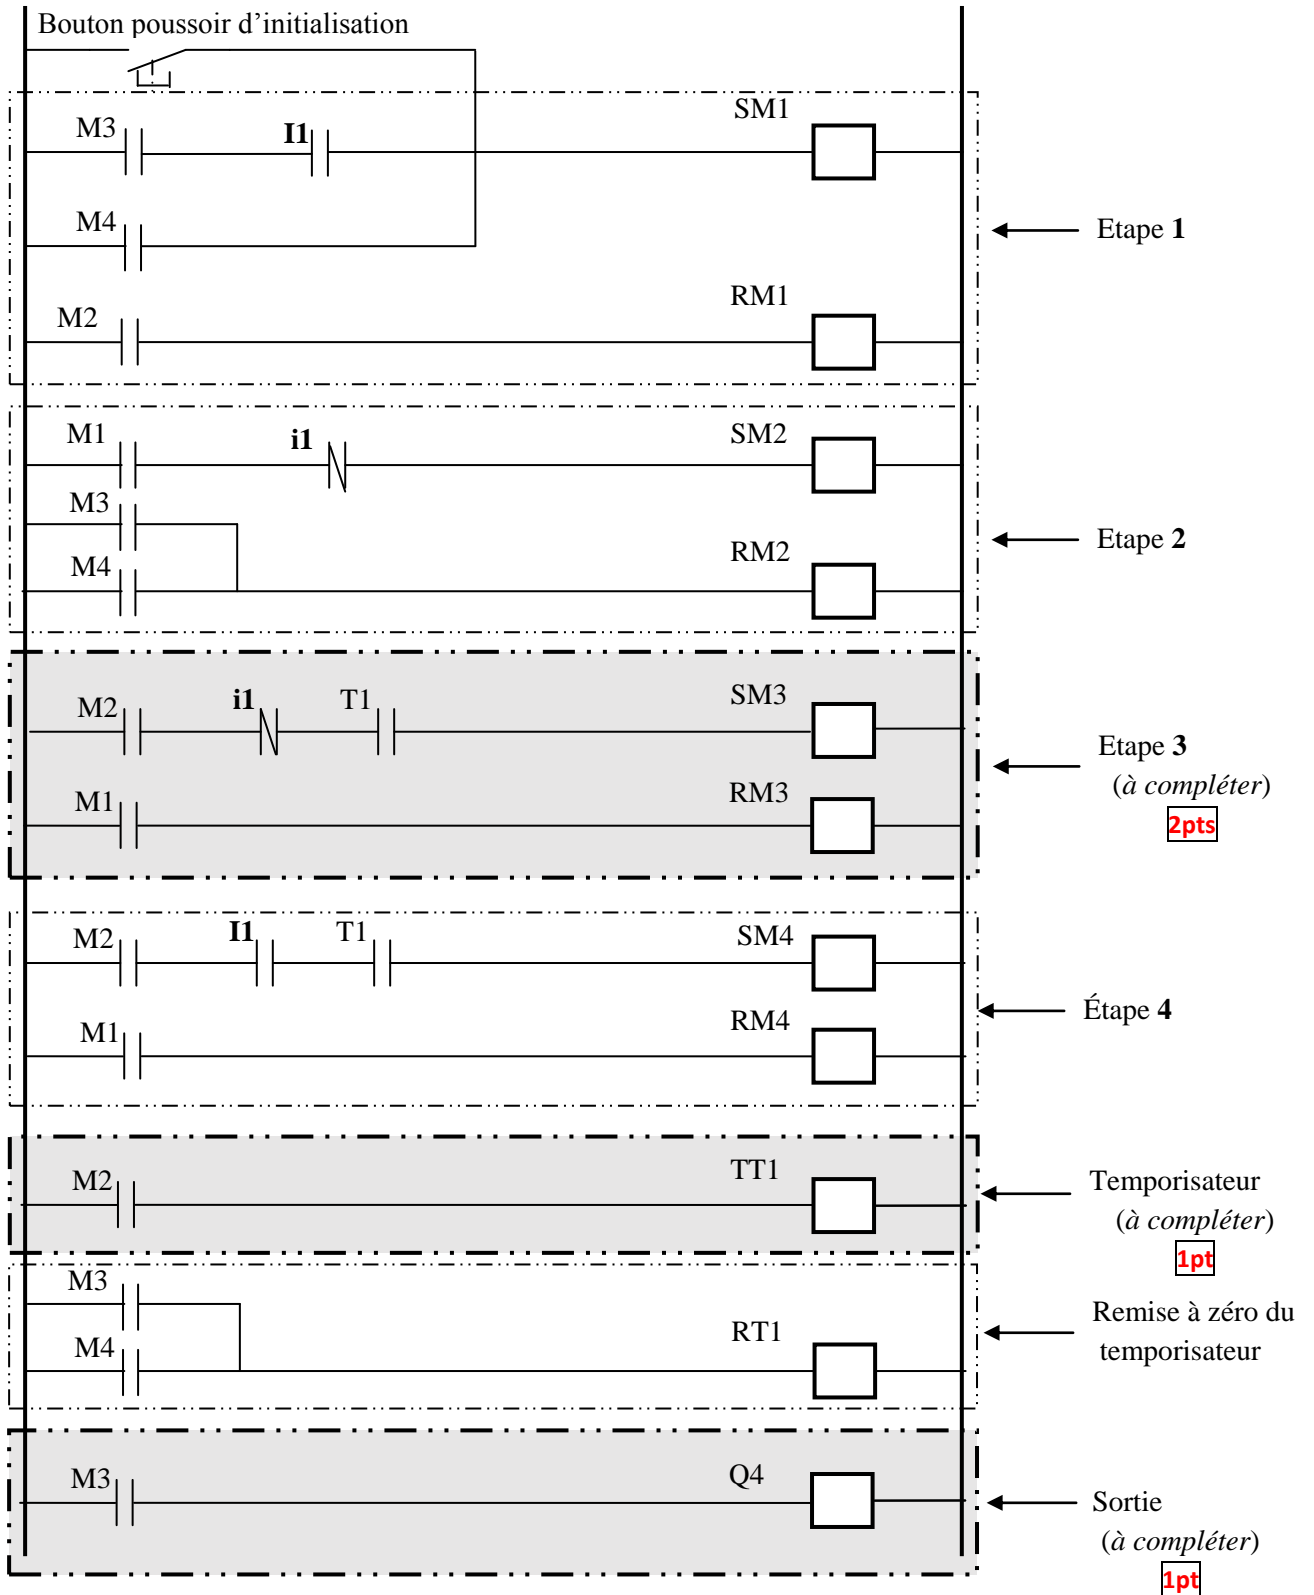 Bouton poussoir d'initialisation
M3 I1 SM1
M4
Etape 1
M2 RM1
M1 i1 SM2
M3
Etape 2
M4 RM2
M2 i1 T1 SM3
Etape 3
(à compléter)
M1 RM3
2pts
M2 I1 T1 SM4
Étape 4
M1 RM4
M2 TT1
Temporisateur
(à compléter)
1pt
M3
Remise à zéro du
temporisateur
M4 RT1
M3 Q4
Sortie
(à compléter)
1pt